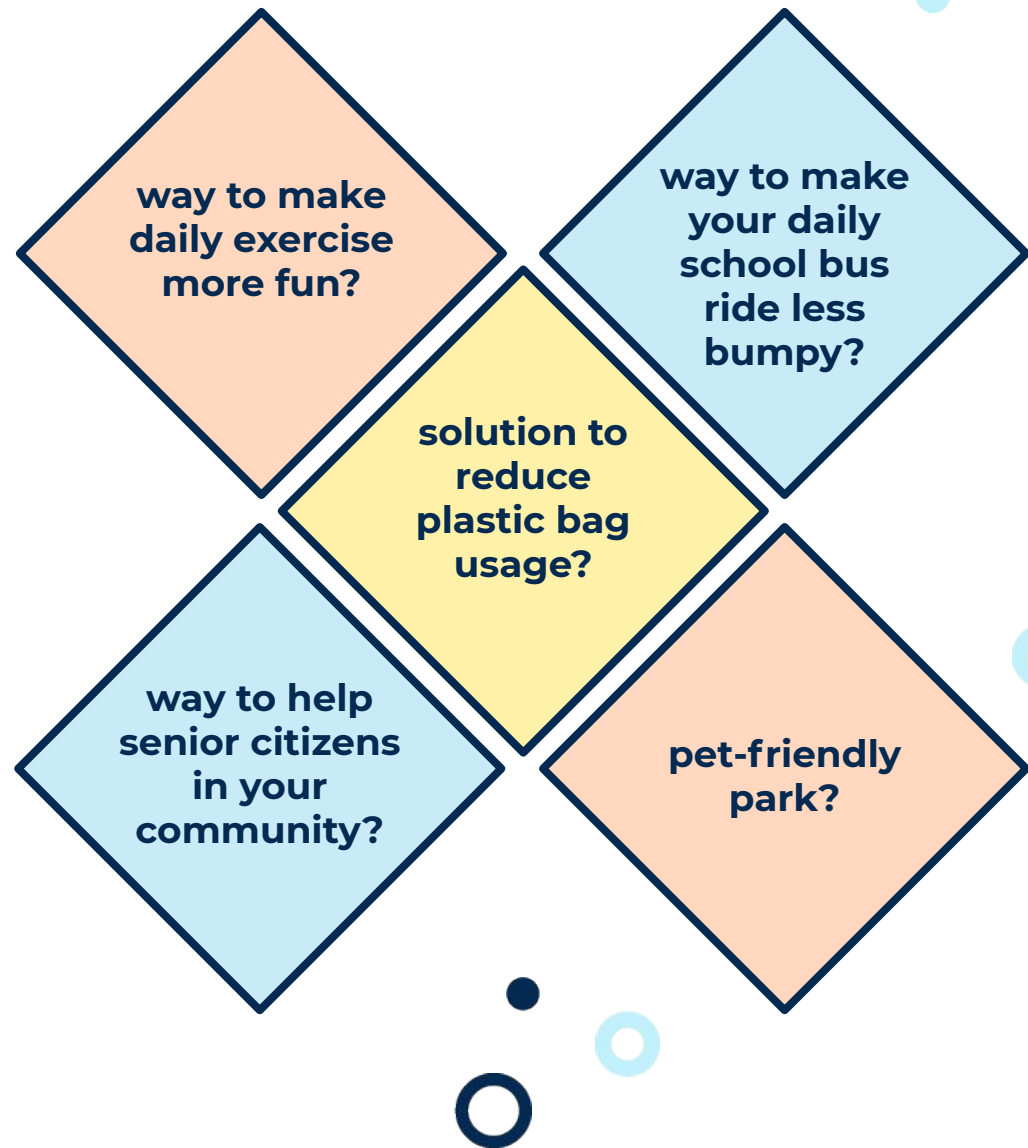 way to make
daily exercise
more fun?
way to make
your daily
school bus
ride less
bumpy?
solution to
reduce
plastic bag
usage?
way to help
senior citizens
in your
community?
pet-friendly
park?